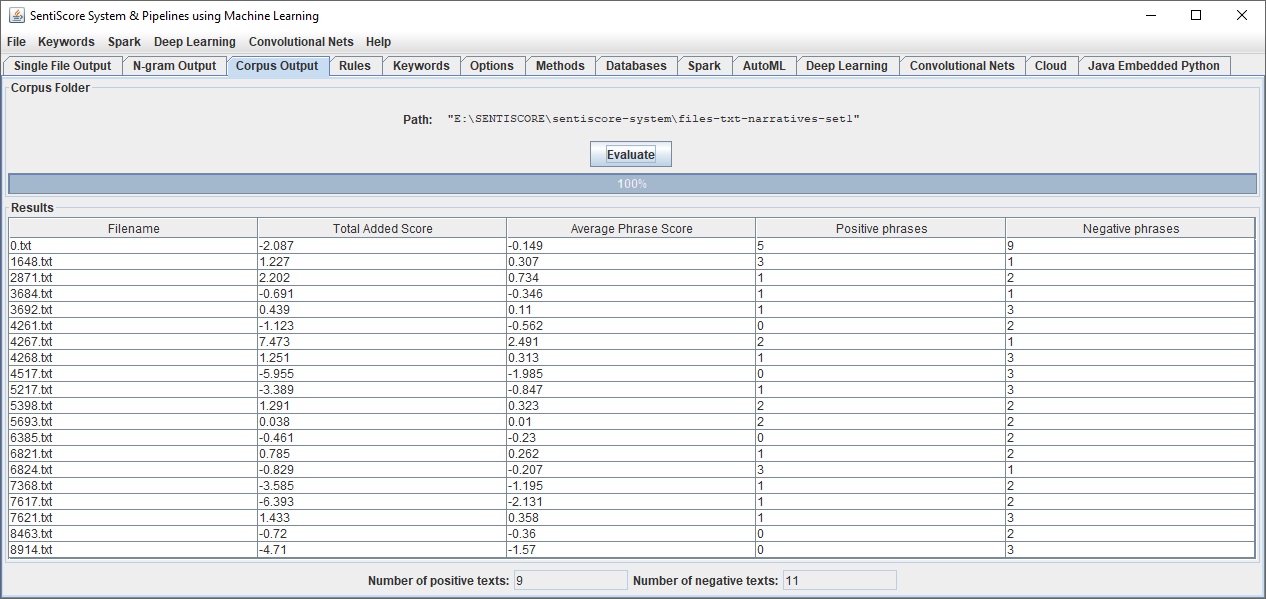 SentiScore System & Pipelines using Machine Learning
File Keywords Spark Deep Learning Convolutional Nets Help
Single File Output N-gram Output Corpus Output Rules Keywords Options Methods Databases Spark AutoML Deep Learning Convolutional Nets Cloud Java Embedded Python
Corpus Folder
Path: "E:\SENTISCORE\sentiscore-system\files-txt-narratives-set1"
Evaluate
100%
Results
Filename Total Added Score Average Phrase Score Positive phrases Negative phrases
0.txt -2.087 -0.149 5 9
1648.txt 1.227 0.307 3 1
2871.txt 2.202 0.734 1 2
3684.txt -0.691 -0.346 1 1
3692.txt 0.439 0.11 1 3
4261.txt -1.123 -0.562 0 2
4267.txt 7.473 2.491 2 1
4268.txt 1.251 0.313 1 3
4517.txt -5.955 -1.985 0 3
5217.txt -3.389 -0.847 1 3
5398.txt 1.291 0.323 2 2
5693.txt 0.038 0.01 2 2
6385.txt -0.461 -0.23 0 2
6821.txt 0.785 0.262 1 2
6824.txt -0.829 -0.207 3 1
7368.txt -3.585 -1.195 1 2
7617.txt -6.393 -2.131 1 2
7621.txt 1.433 0.358 1 3
8463.txt -0.72 -0.36 0 2
8914.txt -4.71 -1.57 0 3
Number of positive texts: 9 Number of negative texts: 11